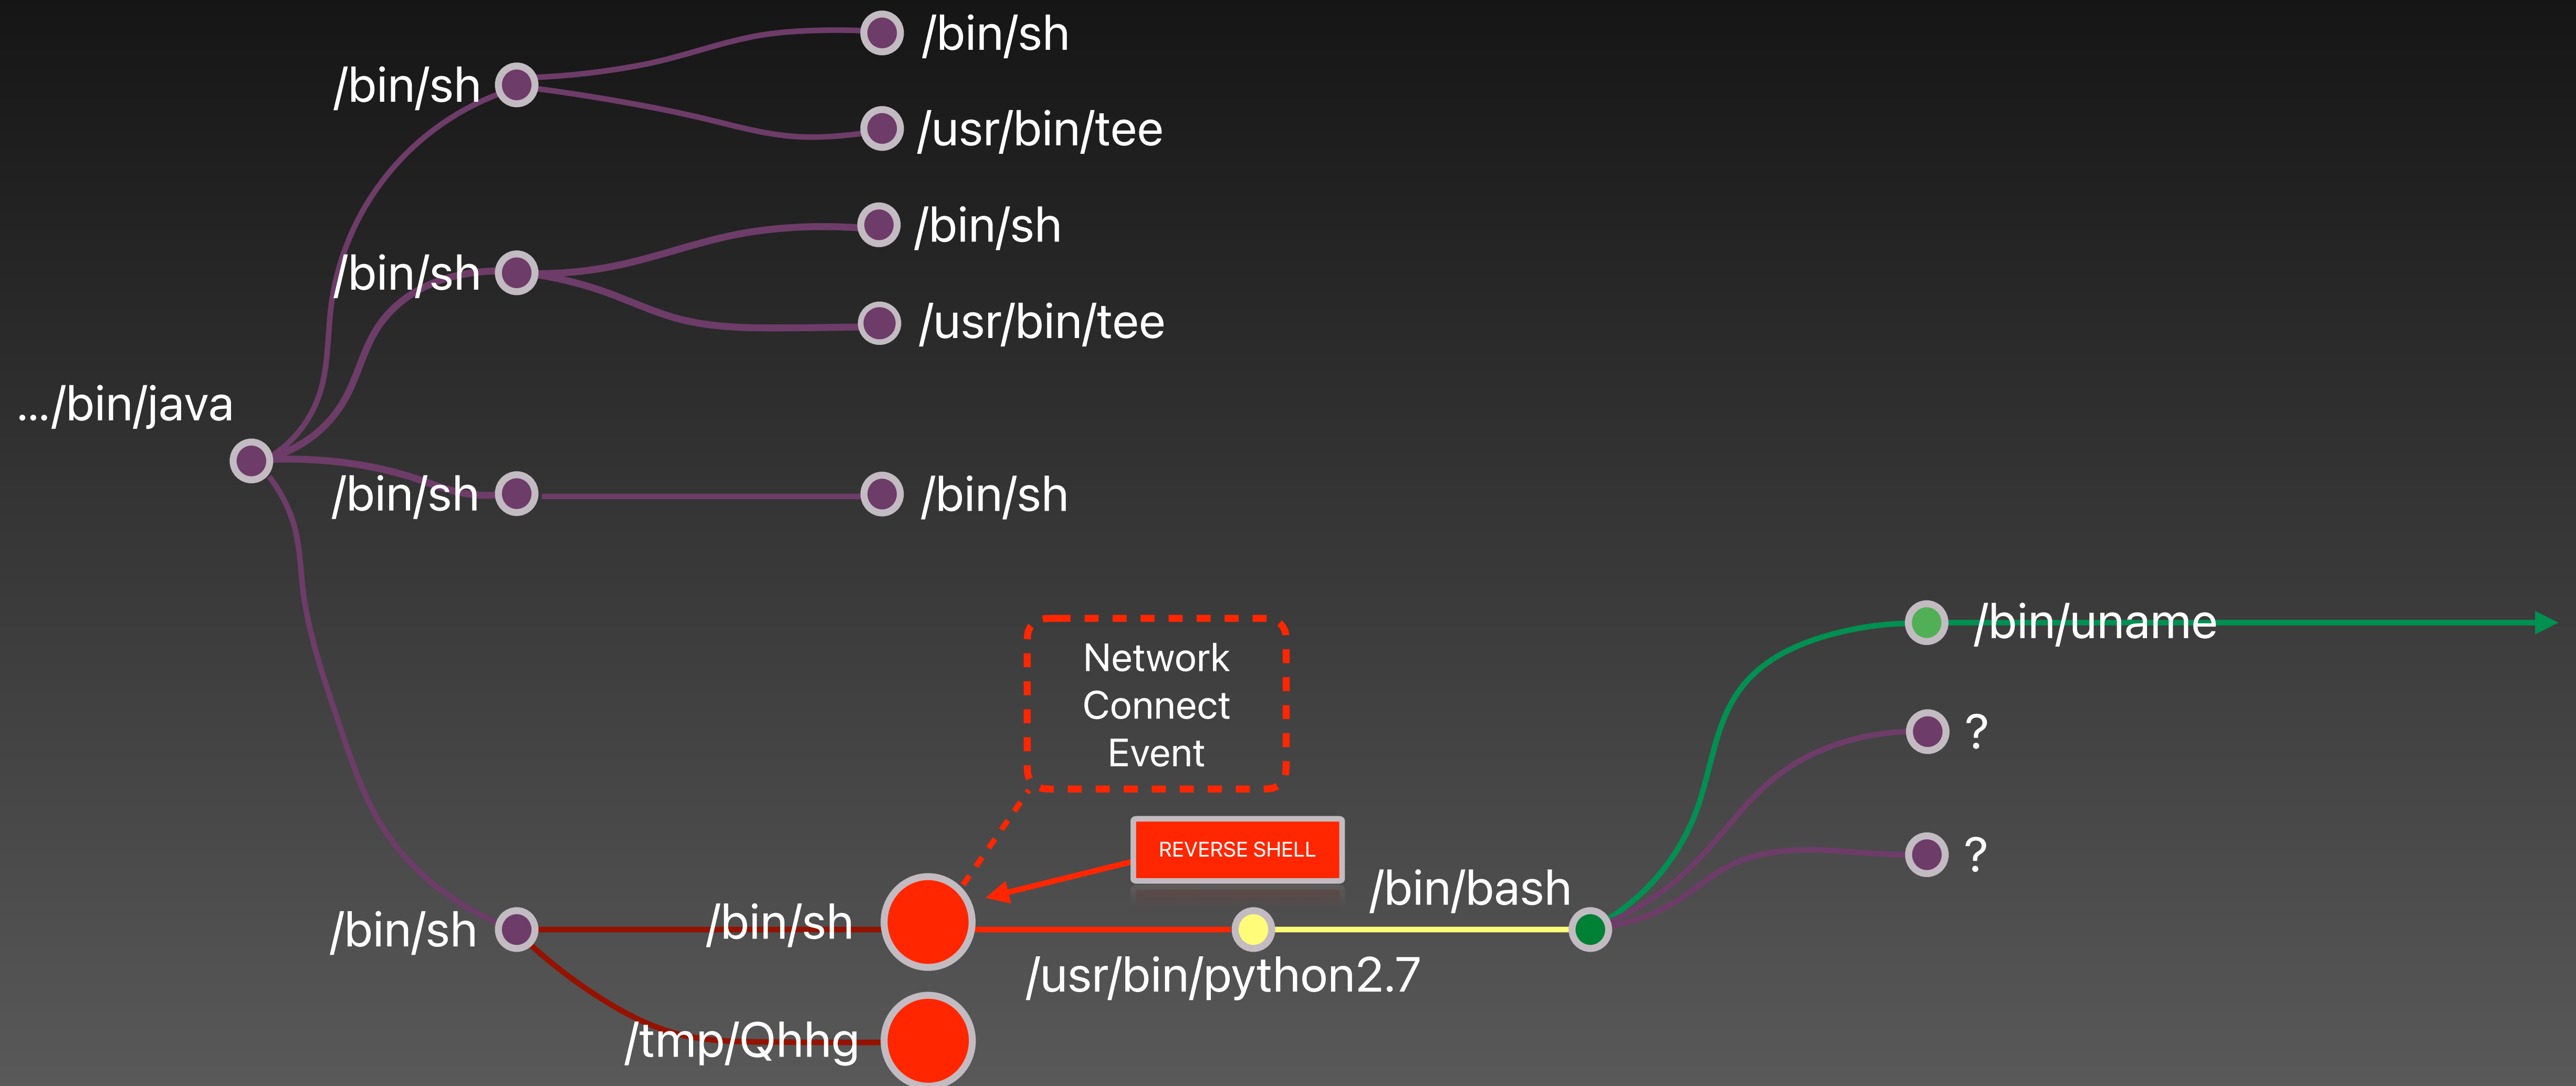 /bin/sh
/bin/sh
/usr/bin/tee
/bin/sh
/bin/sh
/usr/bin/tee
.../bin/java
/bin/sh
/bin/sh
/bin/uname
Network
Connect
Event
?
REVERSE SHELL
?
/bin/bash
/bin/sh
/bin/sh
/usr/bin/python2.7
/tmp/Qhhg